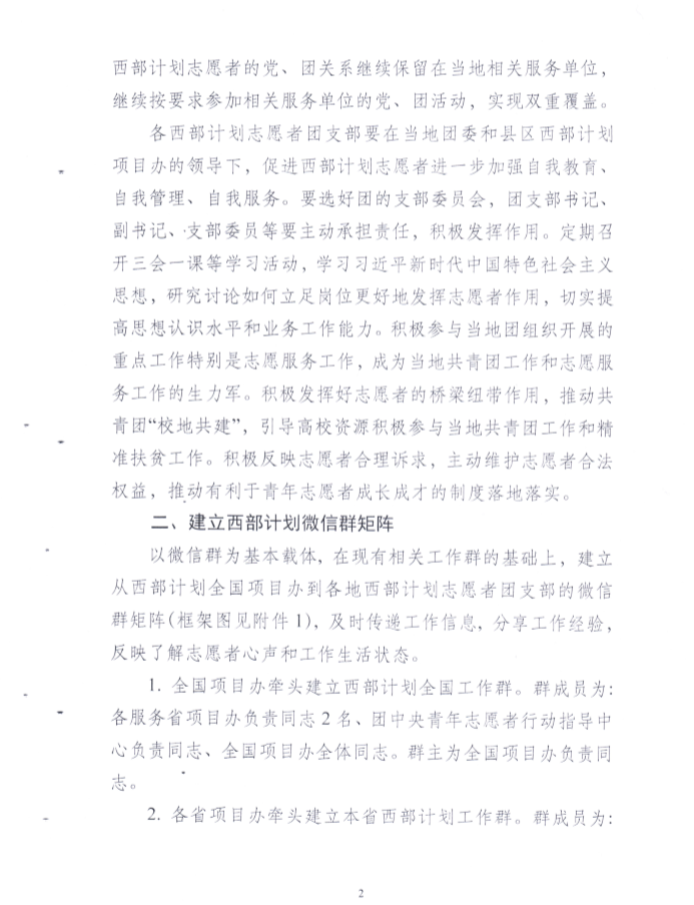 西部计划志愿者的党、团关系继续保留在当地相关服务单位，
继续按要求参加相关服务单位的党、团活动，实现双重覆盖。
各西部计划志愿者团支部要在当地团委和县区西部计划
项目办的领导下，促进西部计划志愿者进一步加强自我教育、
自我管理、自我服务。要选好团的支部委员会，团支部书记、
副书记、支部委员等要主动承担责任，积极发挥作用。定期召
开三会一课等学习活动，学习习近平新时代中国特色社会主义
思想，研究讨论如何立足岗位更好地发挥志愿者作用，切实提
高思想认识水平和业务工作能力。积极参与当地团组织开展的
重点工作特别是志愿服务工作，成为当地共青团工作和志愿服
务工作的生力军。积极发挥好志愿者的桥梁纽带作用，推动共
青团“校地共建”，引导高校资源积极参与当地共青团工作和精
准扶贫工作。积极反映志愿者合理诉求，主动维护志愿者合法
权益，推动有利于青年志愿者成长成才的制度落地落实。
二、建立西部计划微信群矩阵
以微信群为基本载体，在现有相关工作群的基础上，建立
从西部计划全国项目办到各地西部计划志愿者团支部的微信
群矩阵(框架图见附件 1)，及时传递工作信息，分享工作经验，
反映了解志愿者心声和工作生活状态。
1. 全国项目办牵头建立西部计划全国工作群。群成员为：
各服务省项目办负责同志 2 名、团中央青年志愿者行动指导中
心负责同志、全国项目办全体同志。群主为全国项目办负责同
志。
2. 各省项目办牵头建立本省西部计划工作群。群成员为：
2